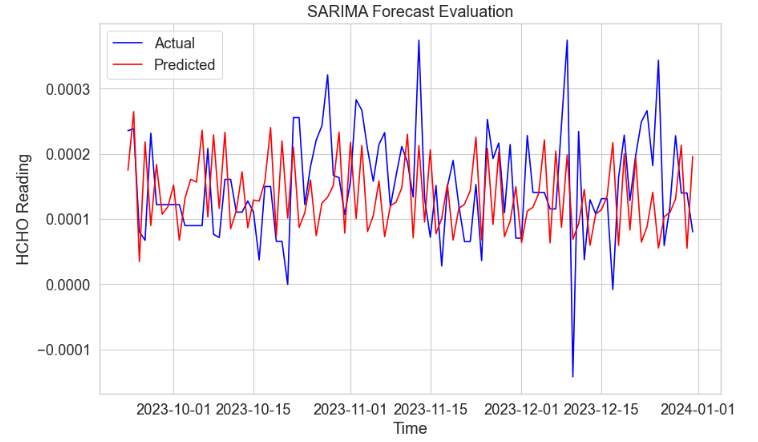 SARIMA Forecast Evaluation
Actual
Predicted
HCHO Reading
0.0003
0.0002
0.0001
0.0000
−0.0001
2023-10-01 2023-10-15 2023-11-01 2023-11-15 2023-12-01 2023-12-15 2024-01-01
Time